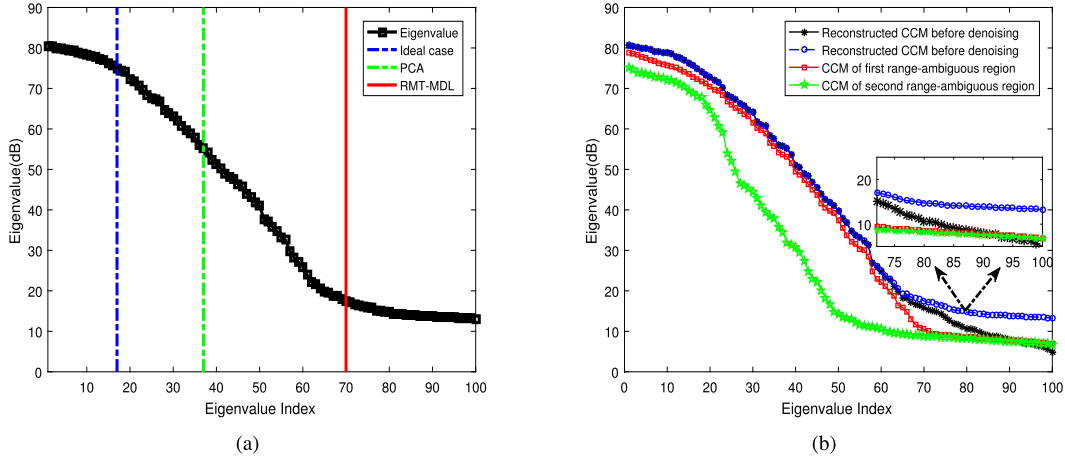 90
80
70
60
50
40
30
20
10
0
Eigenvalue(dB)
10 20 30 40 50 60 70 80 90 100
Eigenvalue Index
Eigenvalue
Ideal case
PCA
RMT-MDL
(a)
90
80
70
60
50
40
30
20
10
0
Eigenvalue(dB)
0 10 20 30 40 50 60 70 80 90 100
Eigenvalue Index
Reconstructed CCM before denoising
Reconstructed CCM before denoising
CCM of first range-ambiguous region
CCM of second range-ambiguous region
20
10
75 80 85 90 95 100
(b)